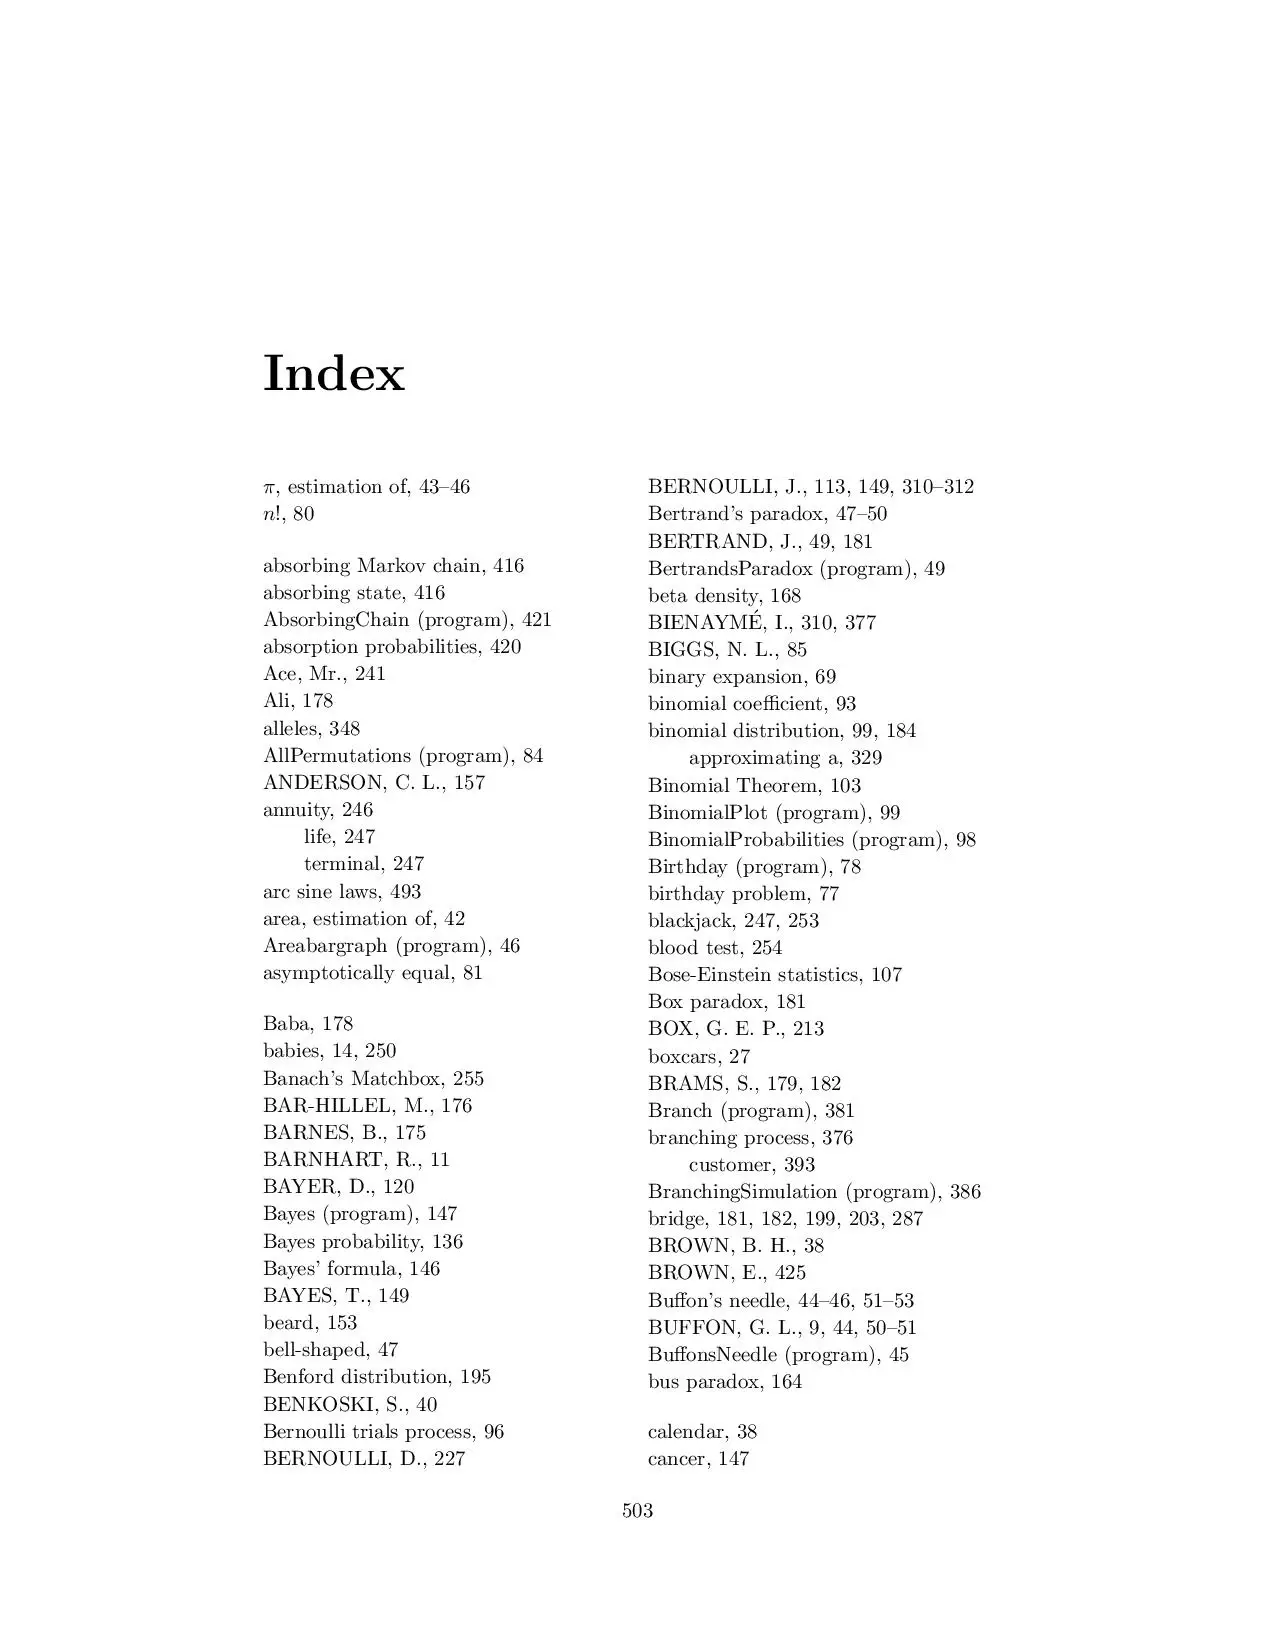 Index
π, estimation of, 43–46
n!, 80
absorbing Markov chain, 416
absorbing state, 416
AbsorbingChain (program), 421
absorption probabilities, 420
Ace, Mr., 241
Ali, 178
alleles, 348
AllPermutations (program), 84
ANDERSON, C. L., 157
annuity, 246
life, 247
terminal, 247
arc sine laws, 493
area, estimation of, 42
Areabargraph (program), 46
asymptotically equal, 81
Baba, 178
babies, 14, 250
Banach's Matchbox, 255
BAR-HILLEL, M., 176
BARNES, B., 175
BARNHART, R., 11
BAYER, D., 120
Bayes (program), 147
Bayes probability, 136
Bayes' formula, 146
BAYES, T., 149
beard, 153
bell-shaped, 47
Benford distribution, 195
BENKOSKI, S., 40
Bernoulli trials process, 96
BERNOULLI, D., 227
BERNOULLI, J., 113, 149, 310–312
Bertrand's paradox, 47–50
BERTRAND, J., 49, 181
BertrandsParadox (program), 49
beta density, 168
BIENAYMÉ, I., 310, 377
BIGGS, N. L., 85
binary expansion, 69
binomial coefficient, 93
binomial distribution, 99, 184
approximating a, 329
Binomial Theorem, 103
BinomialPlot (program), 99
BinomialProbabilities (program), 98
Birthday (program), 78
birthday problem, 77
blackjack, 247, 253
blood test, 254
Bose-Einstein statistics, 107
Box paradox, 181
BOX, G. E. P., 213
boxcars, 27
BRAMS, S., 179, 182
Branch (program), 381
branching process, 376
customer, 393
BranchingSimulation (program), 386
bridge, 181, 182, 199, 203, 287
BROWN, B. H., 38
BROWN, E., 425
Buffon's needle, 44–46, 51–53
BUFFON, G. L., 9, 44, 50–51
BuffonsNeedle (program), 45
bus paradox, 164
calendar, 38
cancer, 147
503